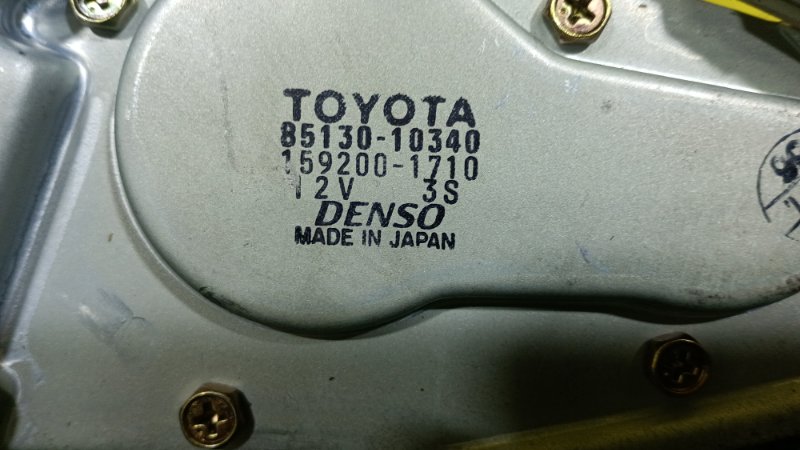 TOYOTA
85130-10340
159200-1710
12V 3S
DENSO
MADE IN JAPAN